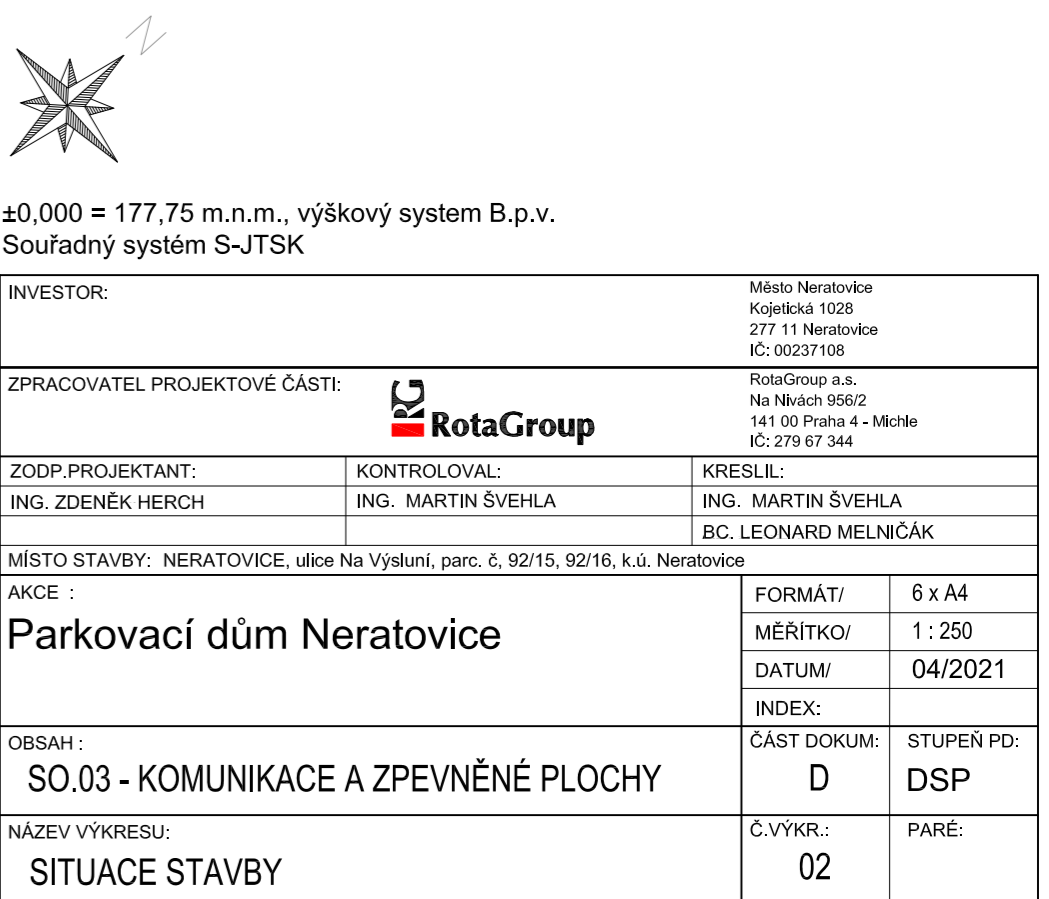 N
±0,000 = 177,75 m.n.m., výškový system B.p.v.
Souřadný systém S-JTSK
INVESTOR:
Město Neratovice
Kojetická 1028
277 11 Neratovice
IČ: 00237108
ZPRACOVATEL PROJEKTOVÉ ČÁSTI:
RG RotaGroup
RotaGroup a.s.
Na Nivách 956/2
141 00 Praha 4 - Michle
IČ: 279 67 344
ZODP.PROJEKTANT: KONTROLOVAL: KRESLIL:
ING. ZDENĚK HERCH ING. MARTIN ŠVEHLA ING. MARTIN ŠVEHLA
BC. LEONARD MELNIČÁK
MÍSTO STAVBY: NERATOVICE, ulice Na Výsluní, parc. č, 92/15, 92/16, k.ú. Neratovice
AKCE :
Parkovací dům Neratovice
FORMÁT/ 6 x A4
MĚŘÍTKO/ 1 : 250
DATUM/ 04/2021
INDEX:
OBSAH :
SO.03 - KOMUNIKACE A ZPEVNĚNÉ PLOCHY
ČÁST DOKUM: STUPEŇ PD:
D DSP
NÁZEV VÝKRESU:
SITUACE STAVBY
Č.VÝKR.: PARÉ:
02